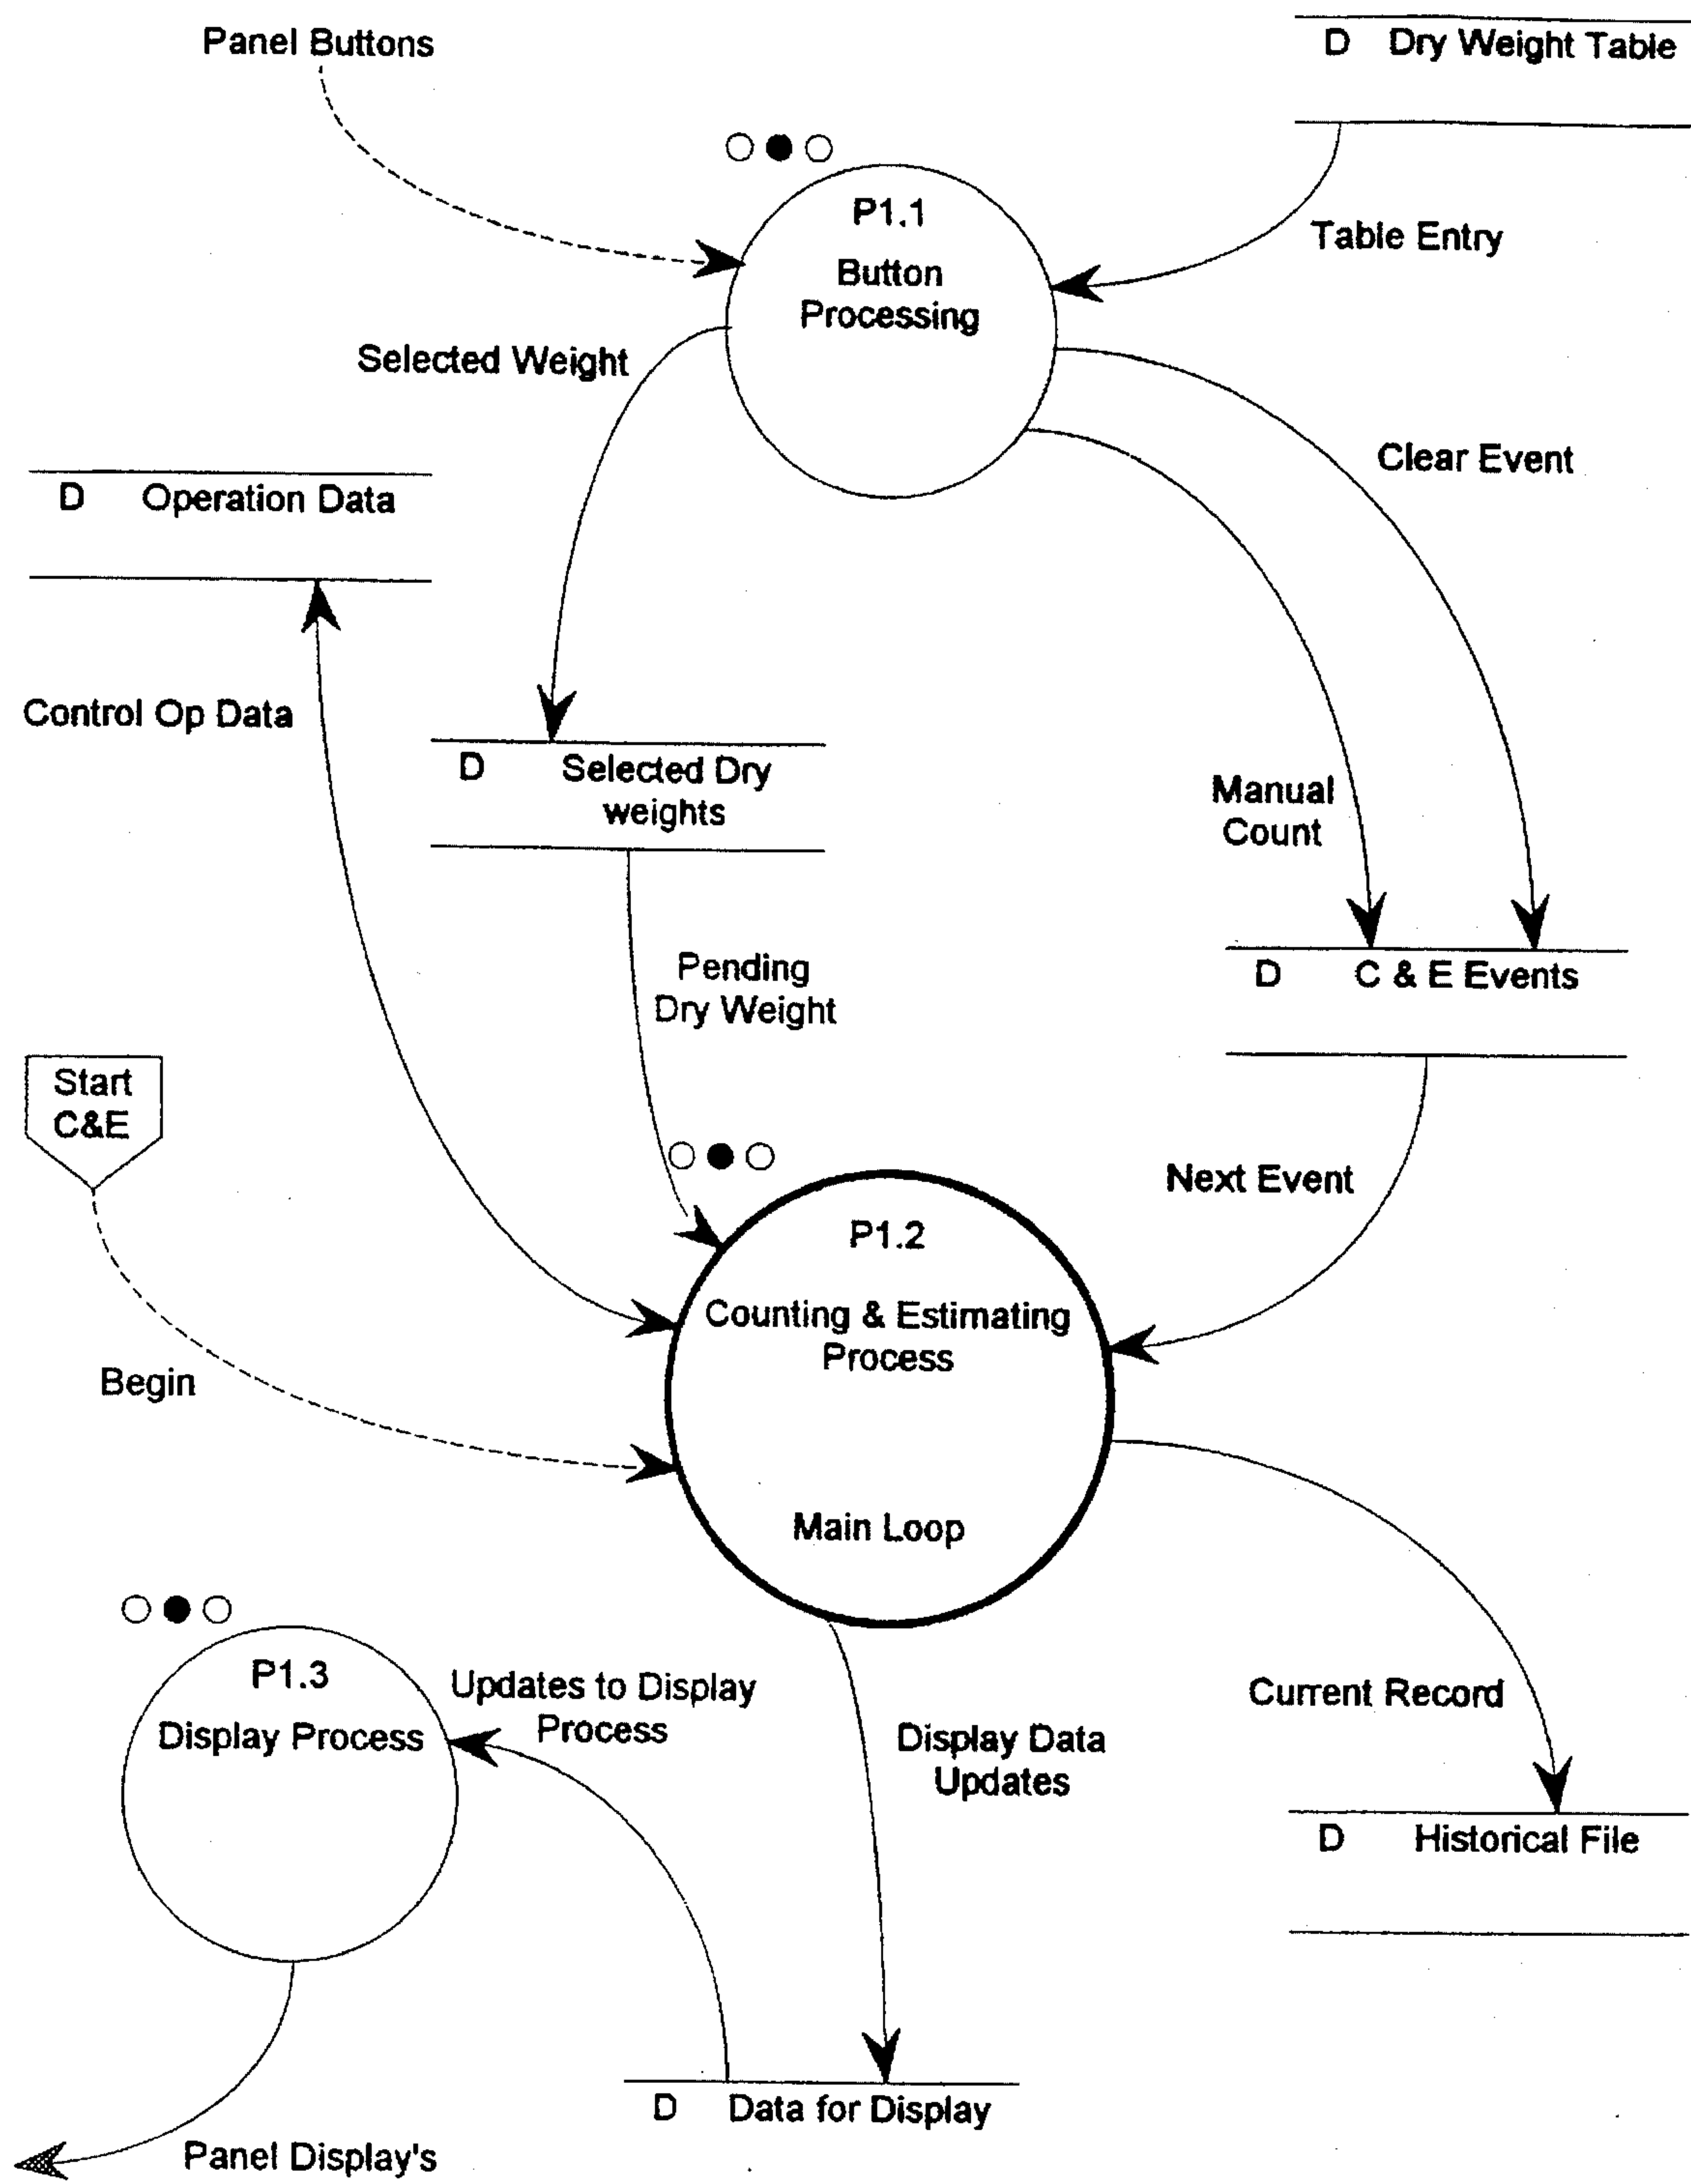 Panel Buttons
D Dry Weight Table
P1.1
Button
Processing
Table Entry
Selected Weight
Clear Event
D Operation Data
Control Op Data
D Selected Dry
weights
Manual
Count
Pending
Dry Weight
D C & E Events
Start
C&E
Next Event
P1.2
Counting & Estimating
Process
Begin
Main Loop
P1.3
Display Process
Updates to Display
Process
Display Data
Updates
Current Record
D Historical File
D Data for Display
Panel Display's